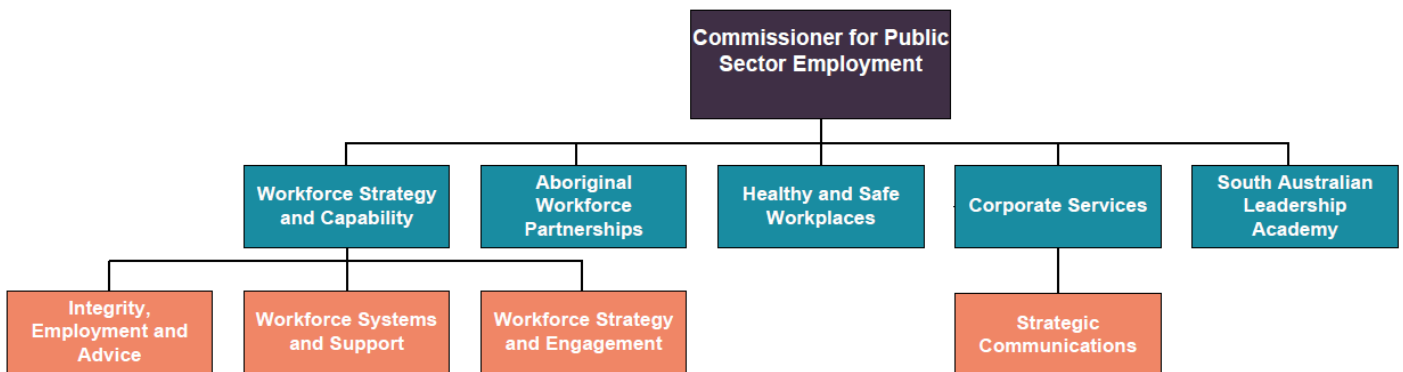 Commissioner for Public
Sector Employment
Workforce Strategy
and Capability
Aboriginal
Workforce
Partnerships
Healthy and Safe
Workplaces
Corporate Services
South Australian
Leadership
Academy
Integrity,
Employment and
Advice
Workforce Systems
and Support
Workforce Strategy
and Engagement
Strategic
Communications